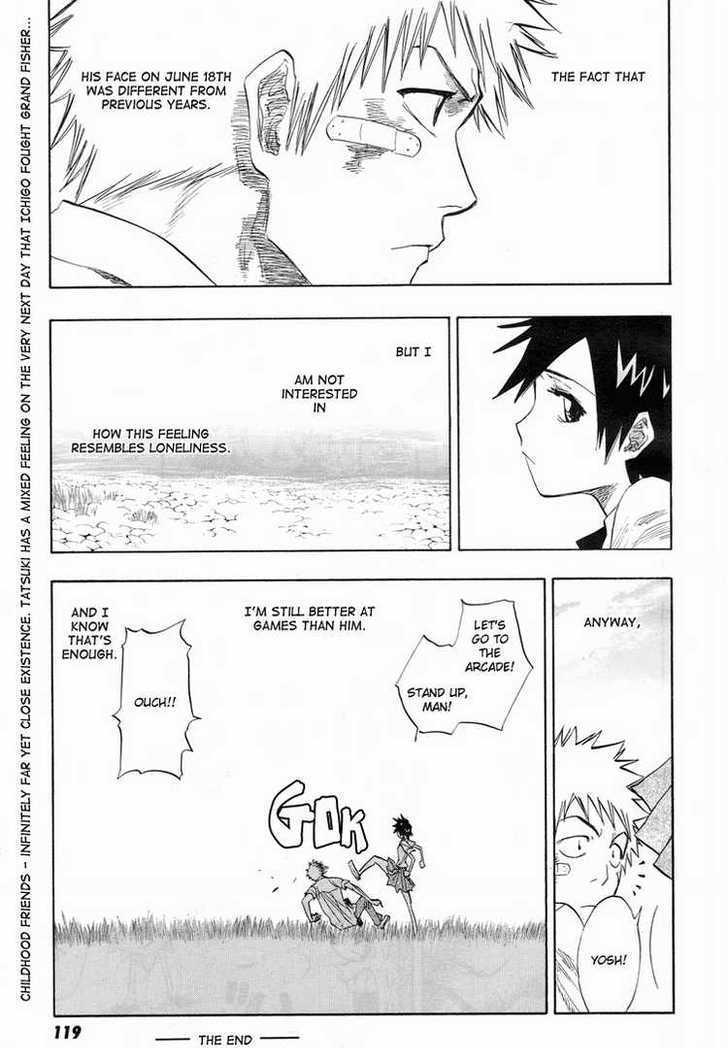 THE FACT THAT
HIS FACE ON JUNE 18TH
WAS DIFFERENT FROM
PREVIOUS YEARS.
BUT I
AM NOT
INTERESTED
IN
HOW THIS FEELING
RESEMBLES LONELINESS.
ANYWAY,
YOSH!
LET'S
GO TO
THE
ARCADE!
STAND UP,
MAN!
I'M STILL BETTER AT
GAMES THAN HIM.
GOK
OUCH!!
AND I
KNOW
THAT'S
ENOUGH.
CHILDHOOD FRIENDS - INFINITELY FAR YET CLOSE EXISTENCE. TATSUKI HAS A MIXED FEELING ON THE VERY NEXT DAY THAT ICHIGO FOUGHT GRAND FISHER...
119
THE END